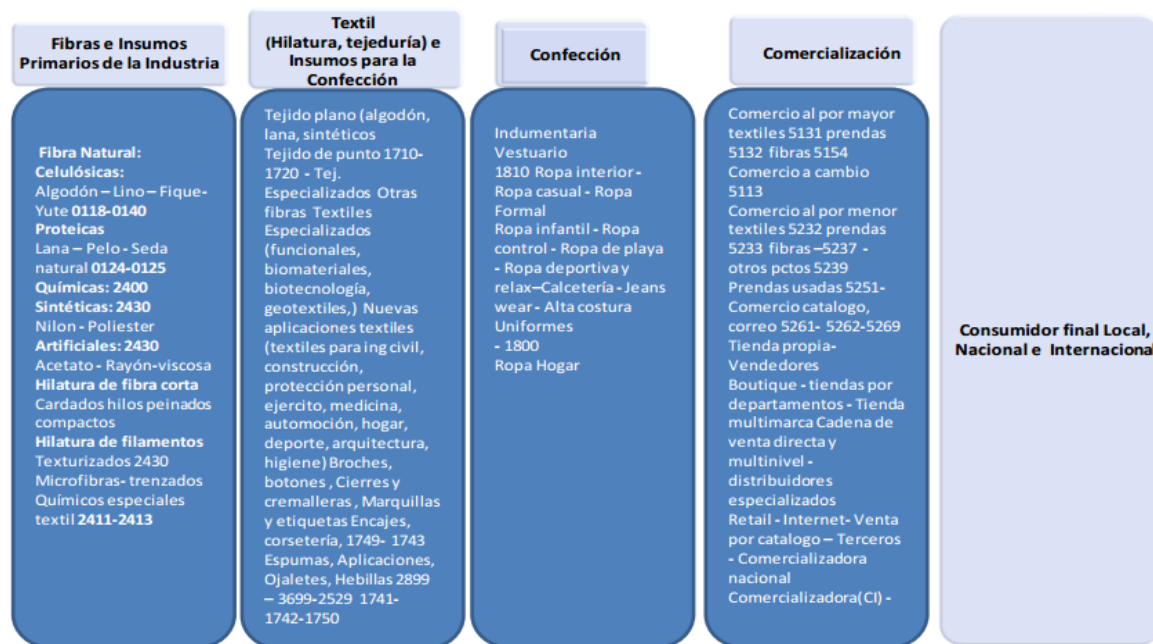 Fibras e Insumos
Primarios de la Industria
Fibra Natural:
Celulósicas:
Algodón – Lino – Fique-
Yute 0118-0140
Proteicas
Lana – Pelo - Seda
natural 0124-0125
Químicas: 2400
Sintéticas: 2430
Nilon - Poliester
Artificiales: 2430
Acetato - Rayón-viscosa
Hilatura de fibra corta
Cardados hilos peinados
compactos
Hilatura de filamentos
Texturizados 2430
Microfibras- trenzados
Químicos especiales
textil 2411-2413
Textil
(Hilatura, tejeduría) e
Insumos para la
Confección
Tejido plano (algodón,
lana, sintéticos
Tejido de punto 1710-
1720 - Tej.
Especializados Otras
fibras Textiles
Especializados
(funcionales,
biomateriales,
biotecnología,
geotextiles,) Nuevas
aplicaciones textiles
(textiles para ing civil,
construcción,
protección personal,
ejercito, medicina,
automoción, hogar,
deporte, arquitectura,
higiene) Broches,
botones , Cierres y
cremalleras , Marquillas
y etiquetas Encajes,
corsetería, 1749- 1743
Espumas, Aplicaciones,
Ojaletes, Hebillas 2899
– 3699-2529 1741-
1742-1750
Confección
Indumentaria
Vestuario
1810 Ropa interior-
Ropa casual - Ropa
Formal
Ropa infantil - Ropa
control - Ropa de playa
- Ropa deportiva y
relax–Calcetería - Jeans
wear - Alta costura
Uniformes
- 1800
Ropa Hogar
Comercialización
Comercio al por mayor
textiles 5131 prendas
5132 fibras 5154
Comercio a cambio
5113
Comercio al por menor
textiles 5232 prendas
5233 fibras –5237 -
otros pctos 5239
Prendas usadas 5251-
Comercio catalogo,
correo 5261- 5262-5269
Tienda propia-
Vendedores
Boutique - tiendas por
departamentos - Tienda
multimarca Cadena de
venta directa y
multinivel -
distribuidores
especializados
Retail - Internet- Venta
por catalogo – Terceros
- Comercializadora
nacional
Comercializadora(CI) -
Consumidor final Local,
Nacional e Internacional